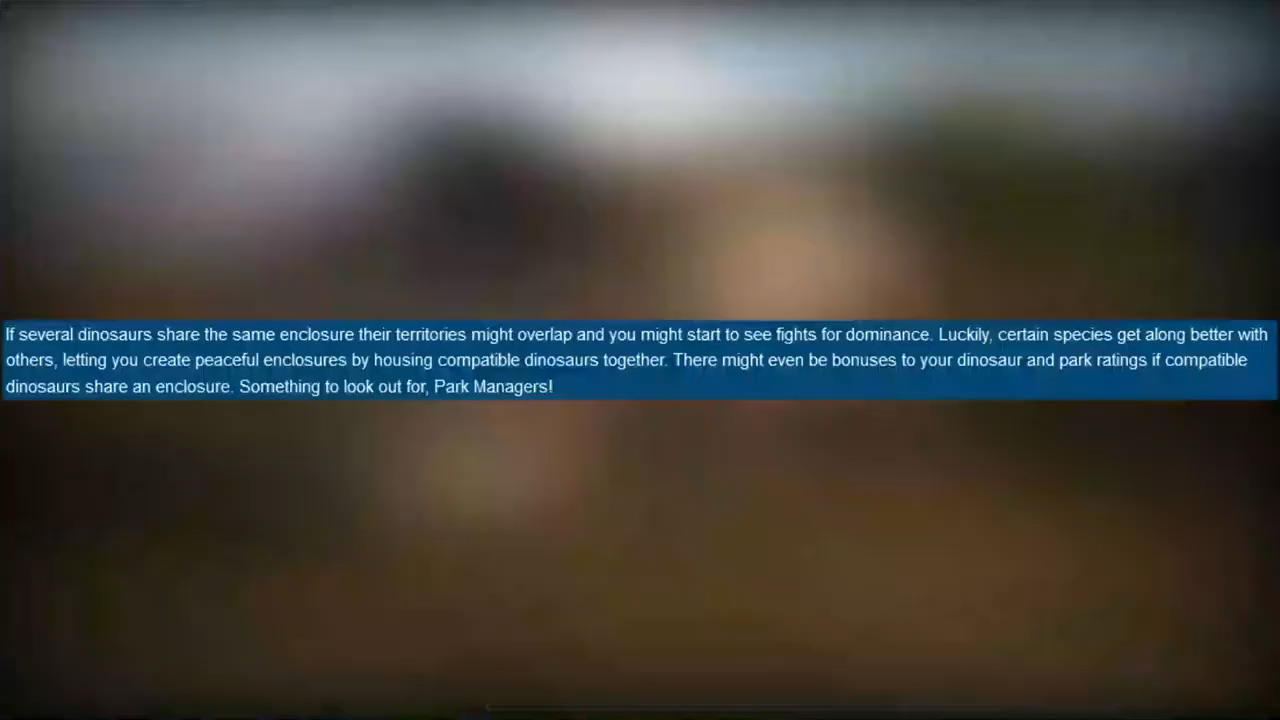 If several dinosaurs share the same enclosure their territories might overlap and you might start to see fights for dominance. Luckily, certain species get along better with
others, letting you create peaceful enclosures by housing compatible dinosaurs together. There might even be bonuses to your dinosaur and park ratings if compatible
dinosaurs share an enclosure. Something to look out for, Park Managers!